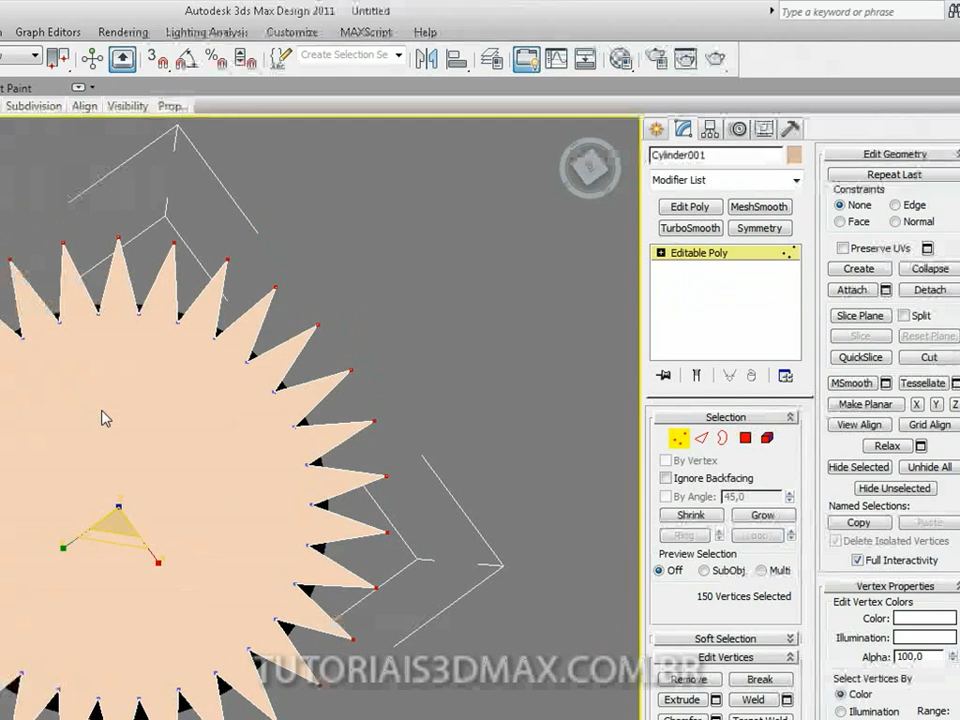 Autodesk 3ds Max Design 2011 Untitled
Type a keyword or phrase
Graph Editors Rendering Lighting Analysis Customize MAXScript Help
3 % Create Selection Se
t Paint
Subdivision Align Visibility Prop...
Cylinder001
Modifier List
Edit Poly MeshSmooth
TurboSmooth Symmetry
Editable Poly
Selection
By Vertex
Ignore Backfacing
By Angle: 45,0
Shrink Grow
Ring Loop
Preview Selection
Off SubObj Multi
150 Vertices Selected
Soft Selection
Edit Vertices
Remove Break
Extrude Weld
Chamfer Target Weld
Edit Geometry
Repeat Last
Constraints
None Edge
Face Normal
Preserve UVs
Create Collapse
Attach Detach
Slice Plane Split
Slice Reset Plane
QuickSlice Cut
MSmooth Tessellate
Make Planar X Y Z
View Align Grid Align
Relax
Hide Selected Unhide All
Hide Unselected
Named Selections:
Copy Paste
Delete Isolated Vertices
Full Interactivity
Vertex Properties
Edit Vertex Colors
Color:
Illumination:
Alpha: 100,0
Select Vertices By
Color
Illumination Range:
TUTORIAIS3DMAX.COM.BR